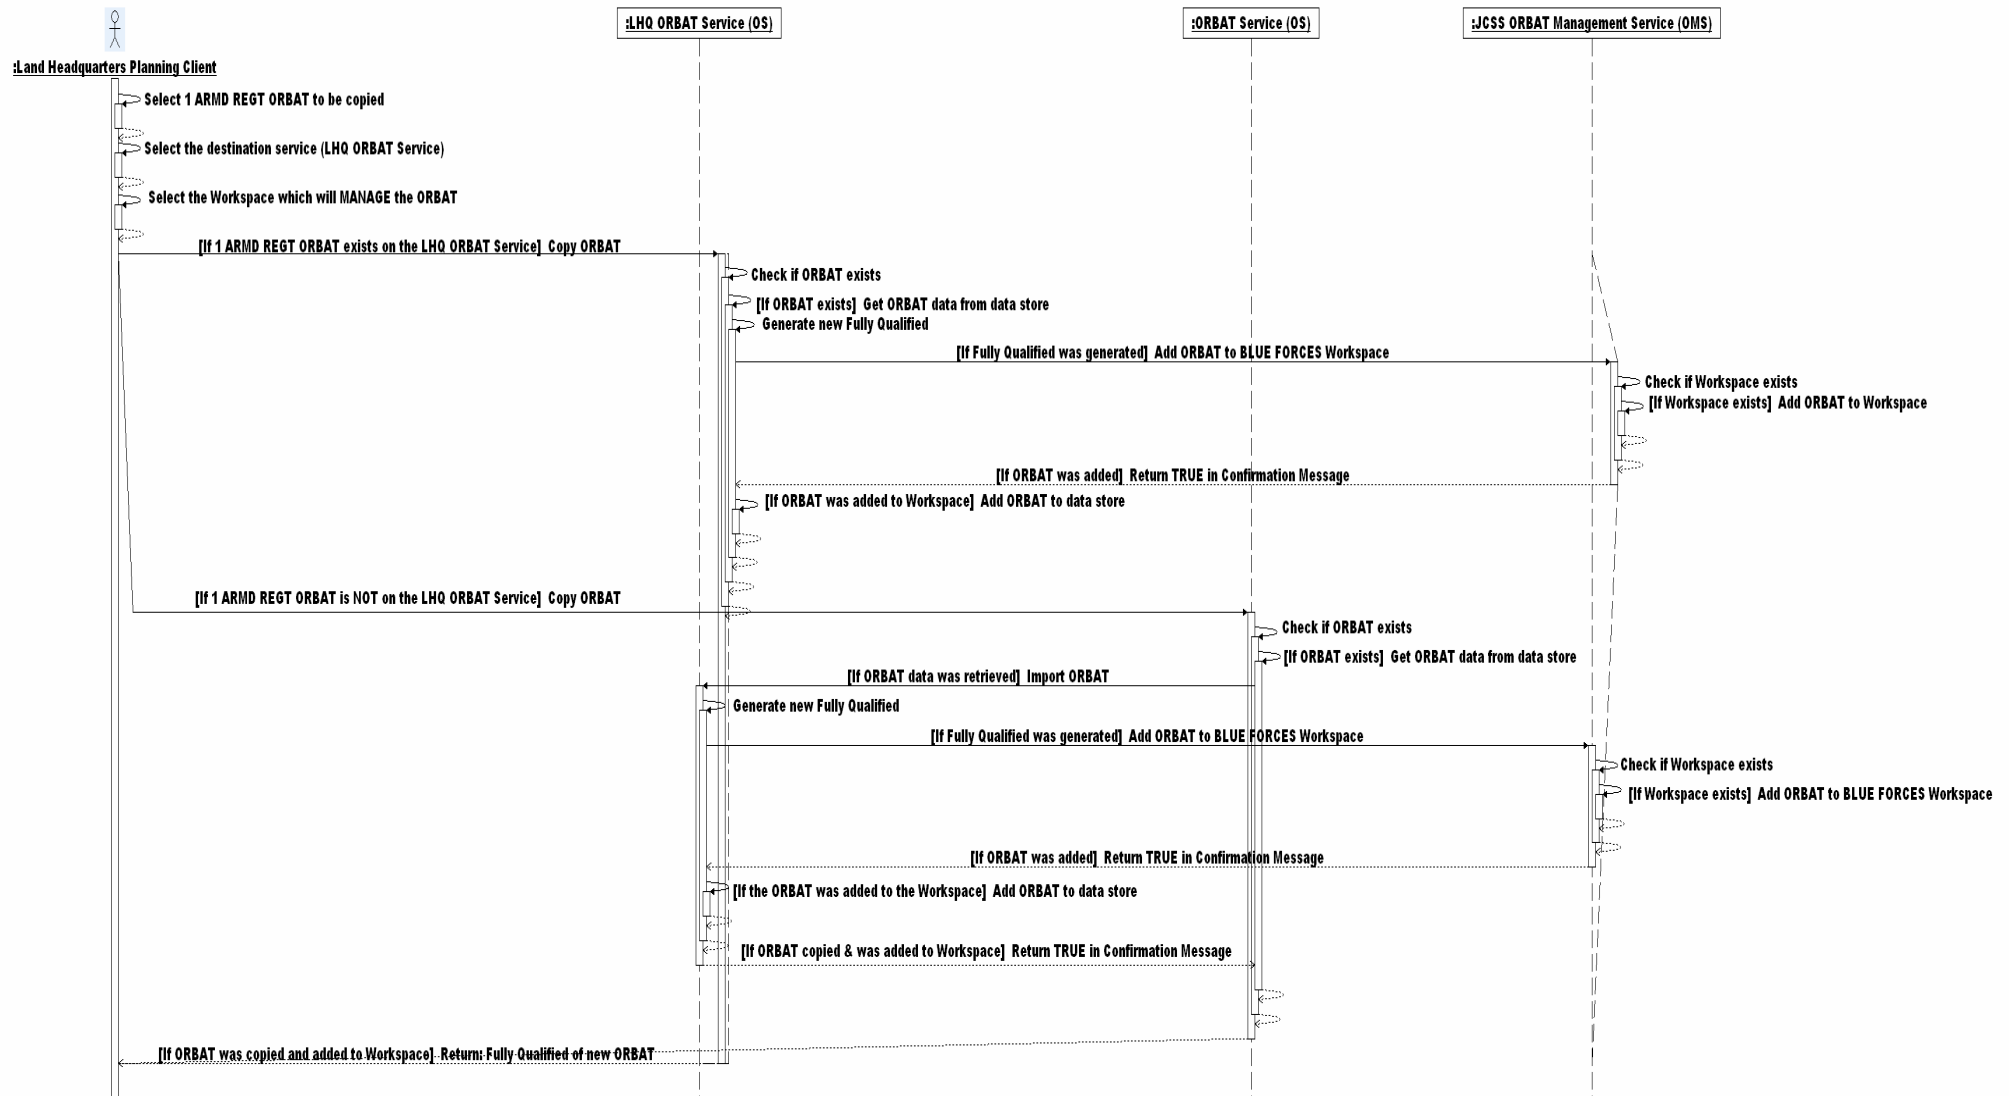 :LHQ ORBAT Service (OS)
:ORBAT Service (OS)
:JCSS ORBAT Management Service (OMS)
:Land Headquarters Planning Client
Select 1 ARMD REGT ORBAT to be copied
Select the destination service (LHQ ORBAT Service)
Select the Workspace which will MANAGE the ORBAT
[If 1 ARMD REGT ORBAT exists on the LHQ ORBAT Service] Copy ORBAT
Check if ORBAT exists
[If ORBAT exists] Get ORBAT data from data store
Generate new Fully Qualified
[If Fully Qualified was generated] Add ORBAT to BLUE FORCES Workspace
Check if Workspace exists
[If Workspace exists] Add ORBAT to Workspace
[If ORBAT was added] Return TRUE in Confirmation Message
[If ORBAT was added to Workspace] Add ORBAT to data store
[If 1 ARMD REGT ORBAT is NOT on the LHQ ORBAT Service] Copy ORBAT
Check if ORBAT exists
[If ORBAT exists] Get ORBAT data from data store
[If ORBAT data was retrieved] Import ORBAT
Generate new Fully Qualified
[If Fully Qualified was generated] Add ORBAT to BLUE FORCES Workspace
Check if Workspace exists
[If Workspace exists] Add ORBAT to BLUE FORCES Workspace
[If ORBAT was added] Return TRUE in Confirmation Message
[If the ORBAT was added to the Workspace] Add ORBAT to data store
[If ORBAT copied & was added to Workspace] Return TRUE in Confirmation Message
[If ORBAT was copied and added to Workspace] Return: Fully Qualified of new ORBAT